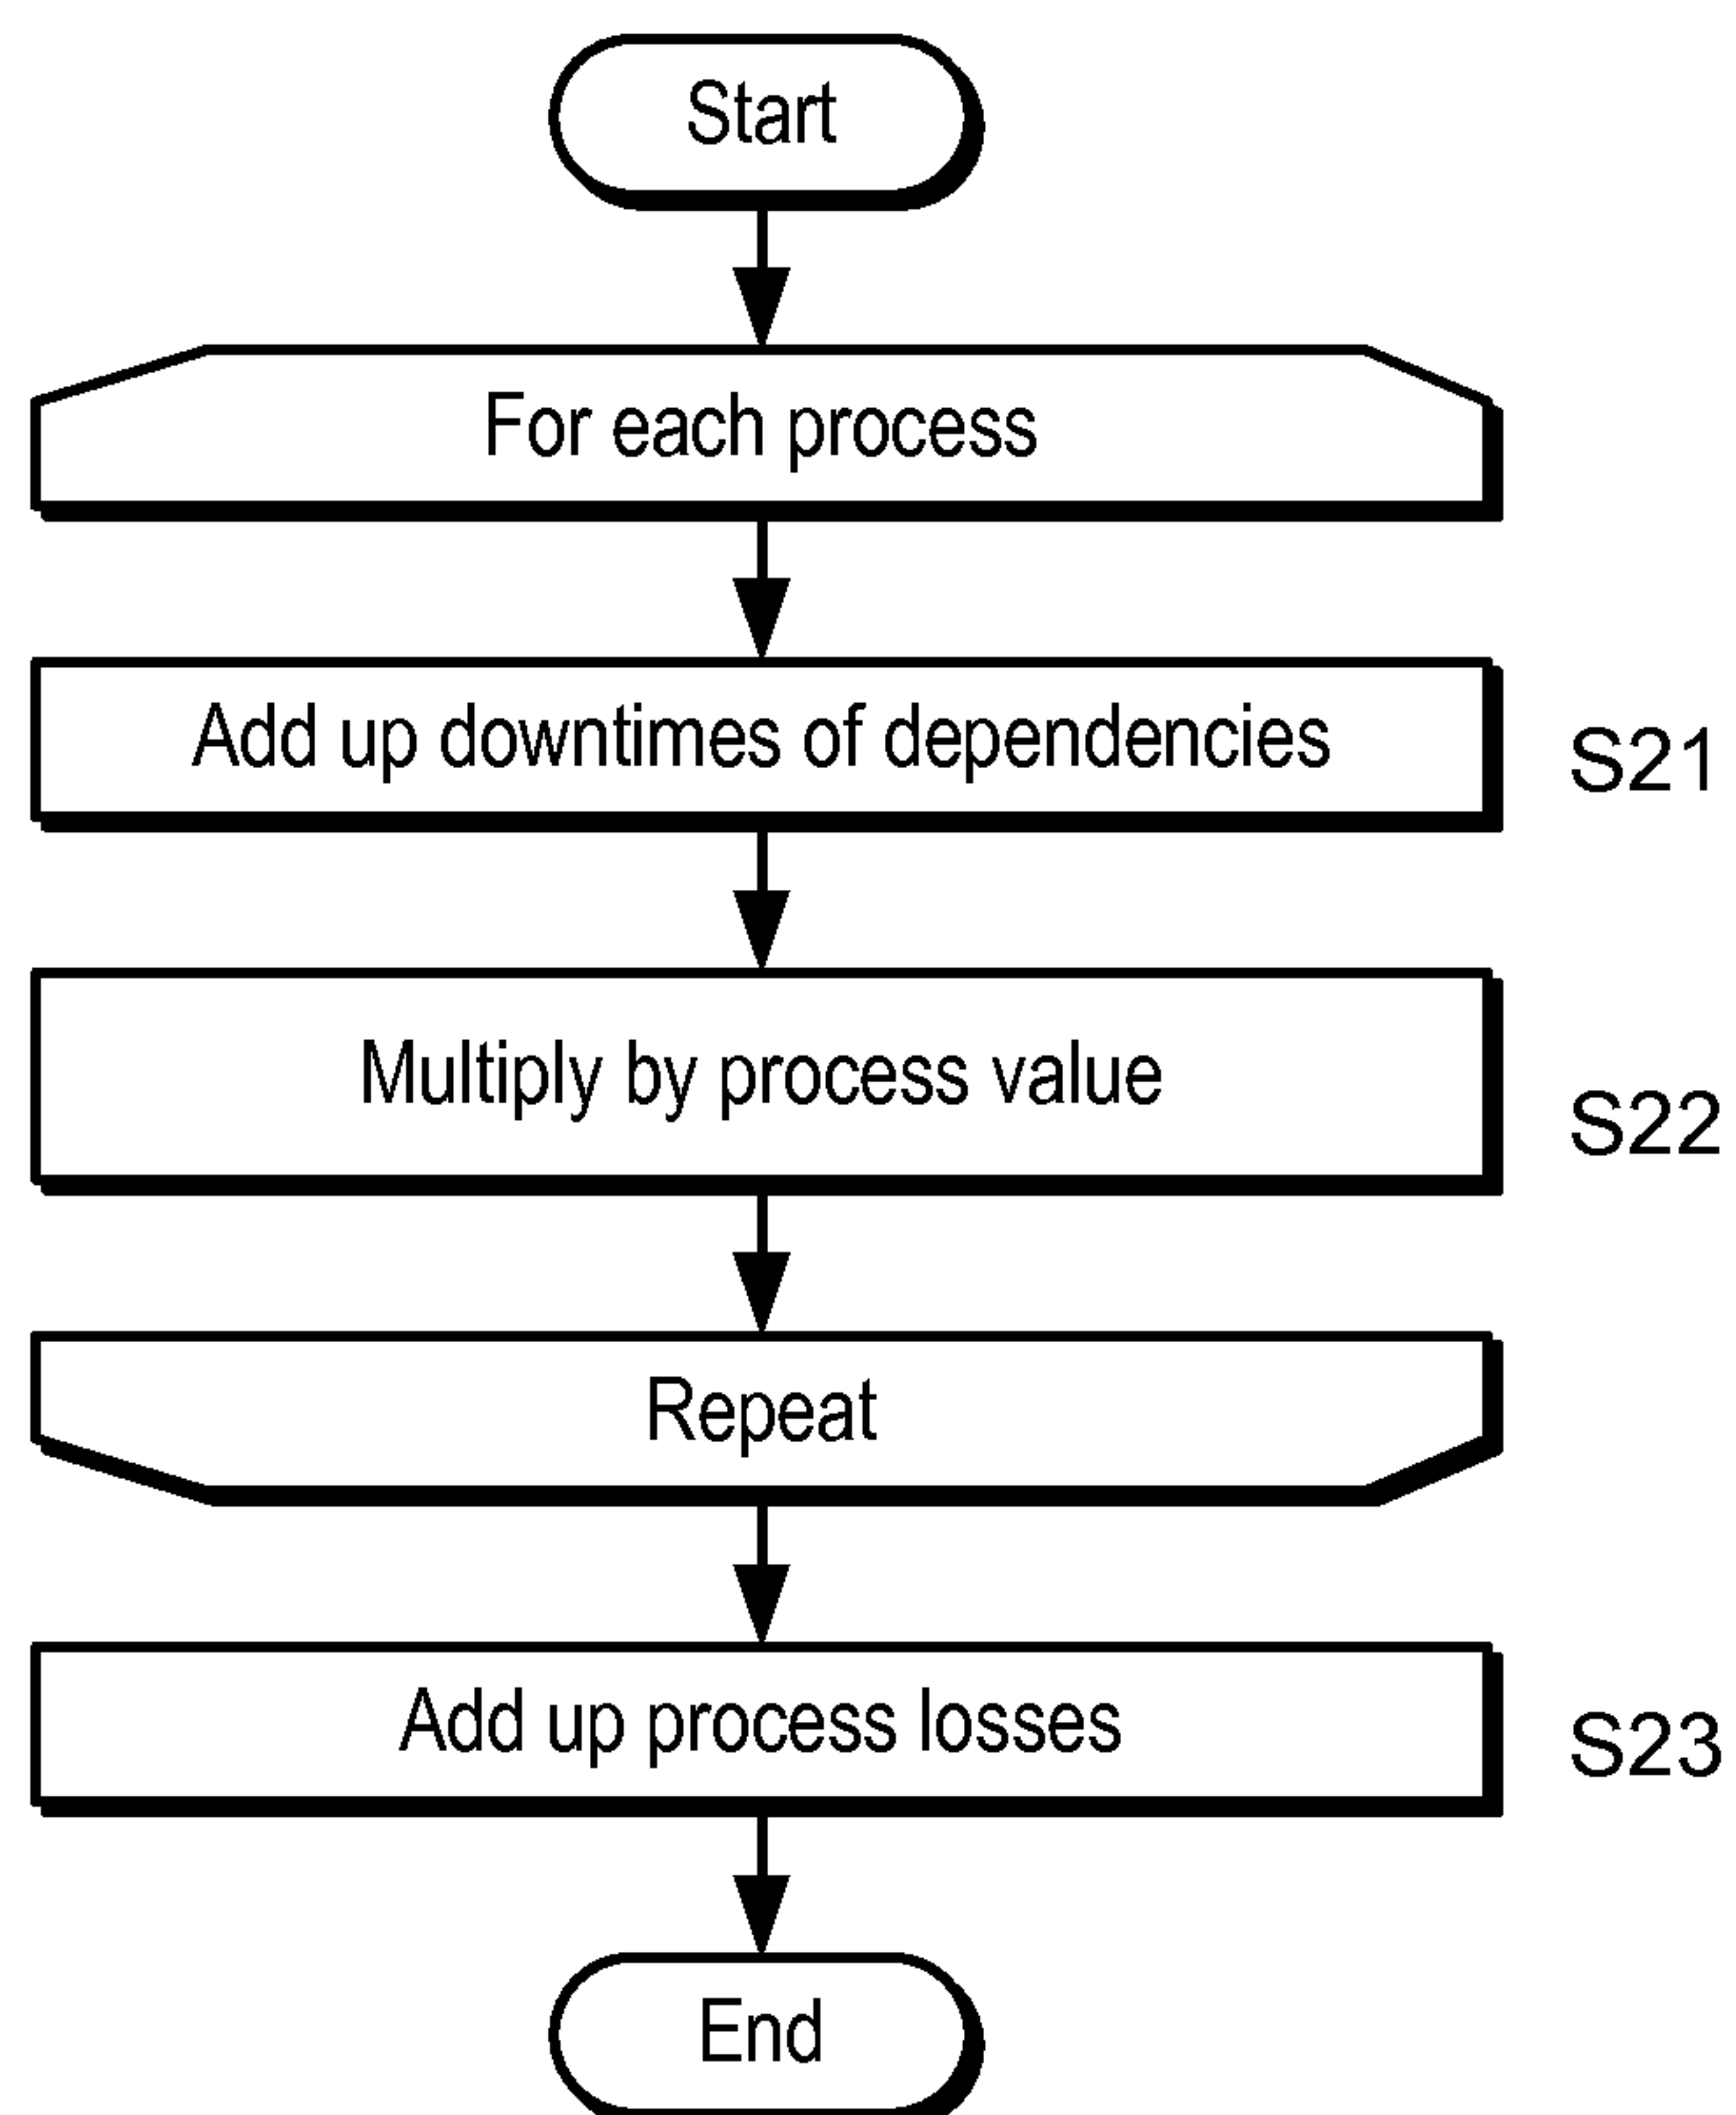 Start
For each process
Add up downtimes of dependencies
S21
Multiply by process value
S22
Repeat
Add up process losses
S23
End